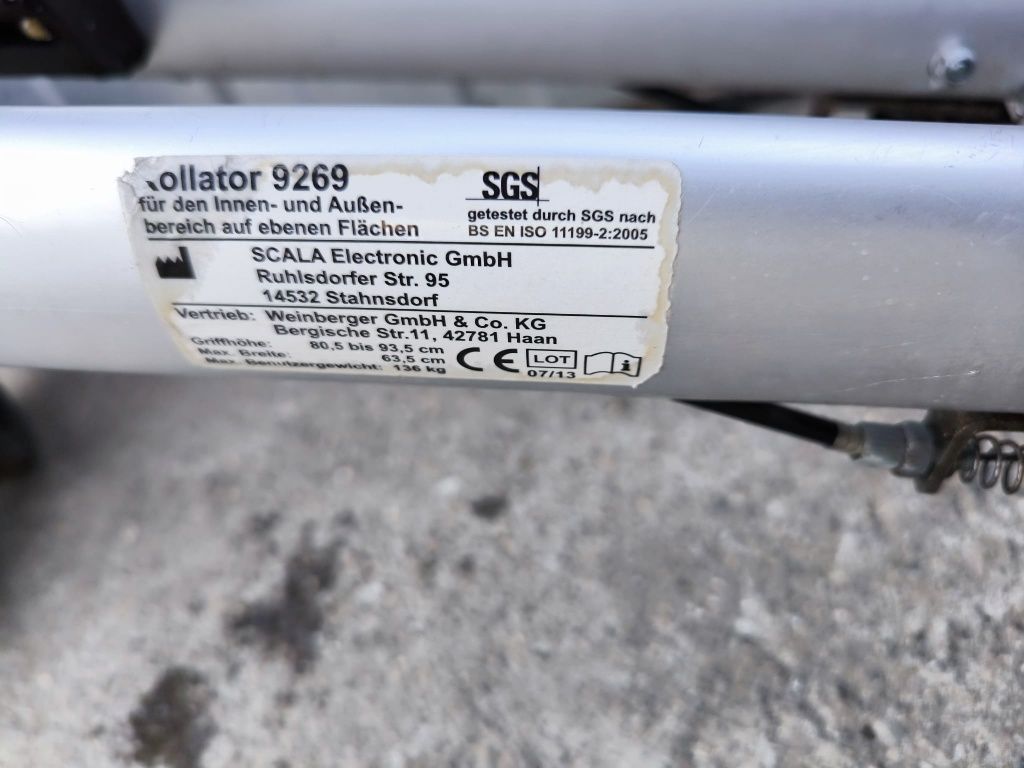 ollator 9269
für den Innen- und Außen-
bereich auf ebenen Flächen
SGS
getestet durch SGS nach
BS EN ISO 11199-2:2005
SCALA Electronic GmbH
Ruhlsdorfer Str. 95
14532 Stahnsdorf
Vertrieb: Weinberger GmbH & Co. KG
Bergische Str.11, 42781 Haan
Griffhöhe: 80,5 bis 93,5 cm
Max. Breite: 63,5 cm
Max. Benutzergewicht: 136 kg
CE
LOT
07/13
i